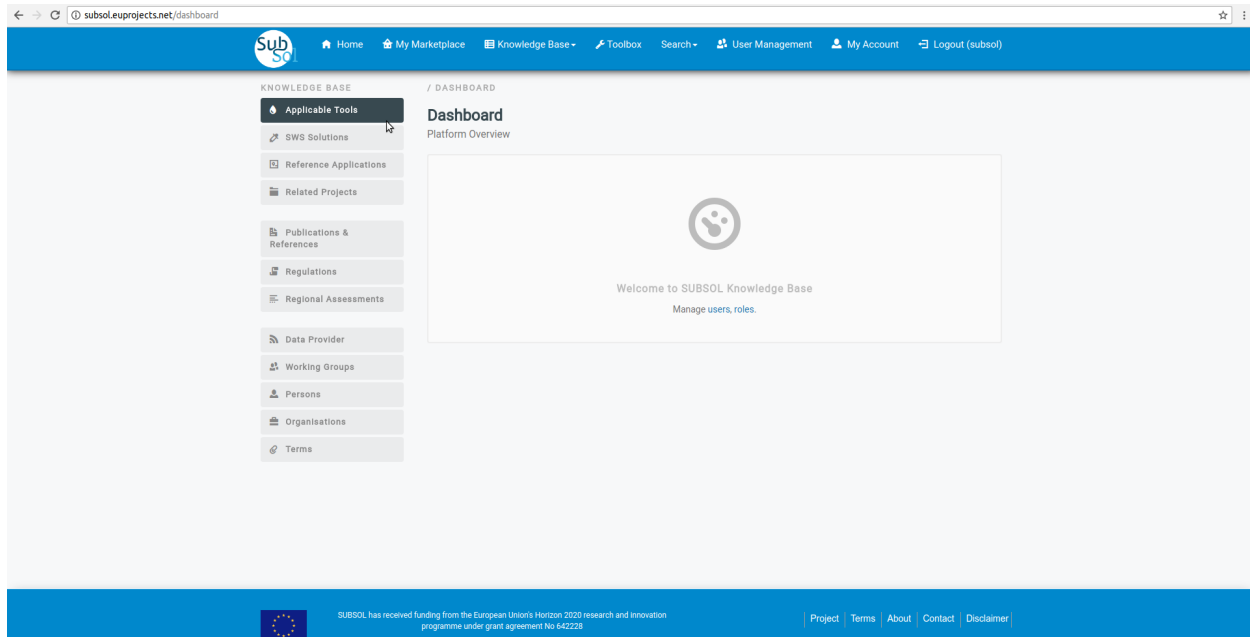 subsol.euprojects.net/dashboard
Sub
Sol
Home My Marketplace Knowledge Base Toolbox Search User Management My Account Logout (subsol)
KNOWLEDGE BASE
Applicable Tools
SWS Solutions
Reference Applications
Related Projects
Publications &
References
Regulations
Regional Assessments
Data Provider
Working Groups
Persons
Organisations
Terms
/ DASHBOARD
Dashboard
Platform Overview
Welcome to SUBSOL Knowledge Base
Manage users, roles.
SUBSOL has received funding from the European Union's Horizon 2020 research and innovation
programme under grant agreement No 642228
Project Terms About Contact Disclaimer